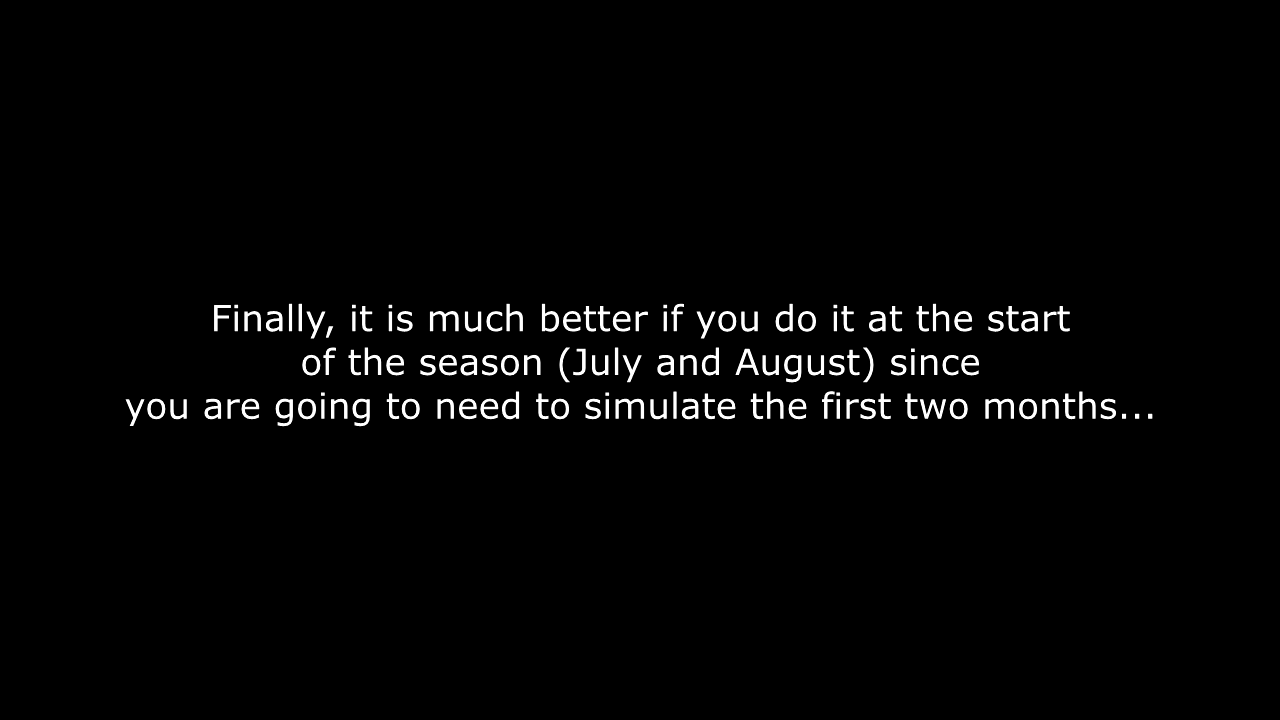 Finally, it is much better if you do it at the start
of the season (July and August) since
you are going to need to simulate the first two months...